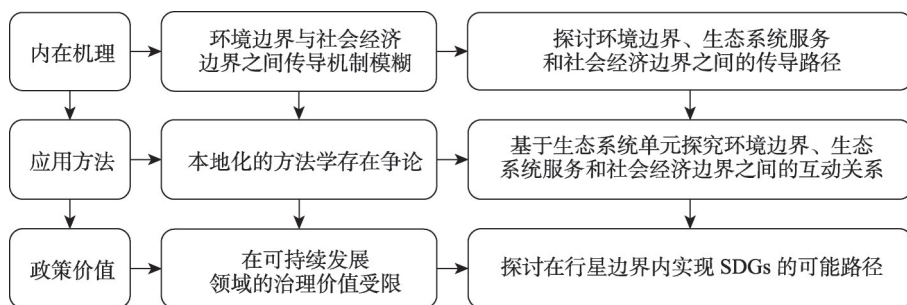 内在机理
环境边界与社会经济
边界之间传导机制模糊
探讨环境边界、生态系统服务
和社会经济边界之间的传导路径
应用方法
本地化的方法学存在争论
基于生态系统单元探究环境边界、生态
系统服务和社会经济边界之间的互动关系
政策价值
在可持续发展
领域的治理价值受限
探讨在行星边界内实现 SDGs 的可能路径